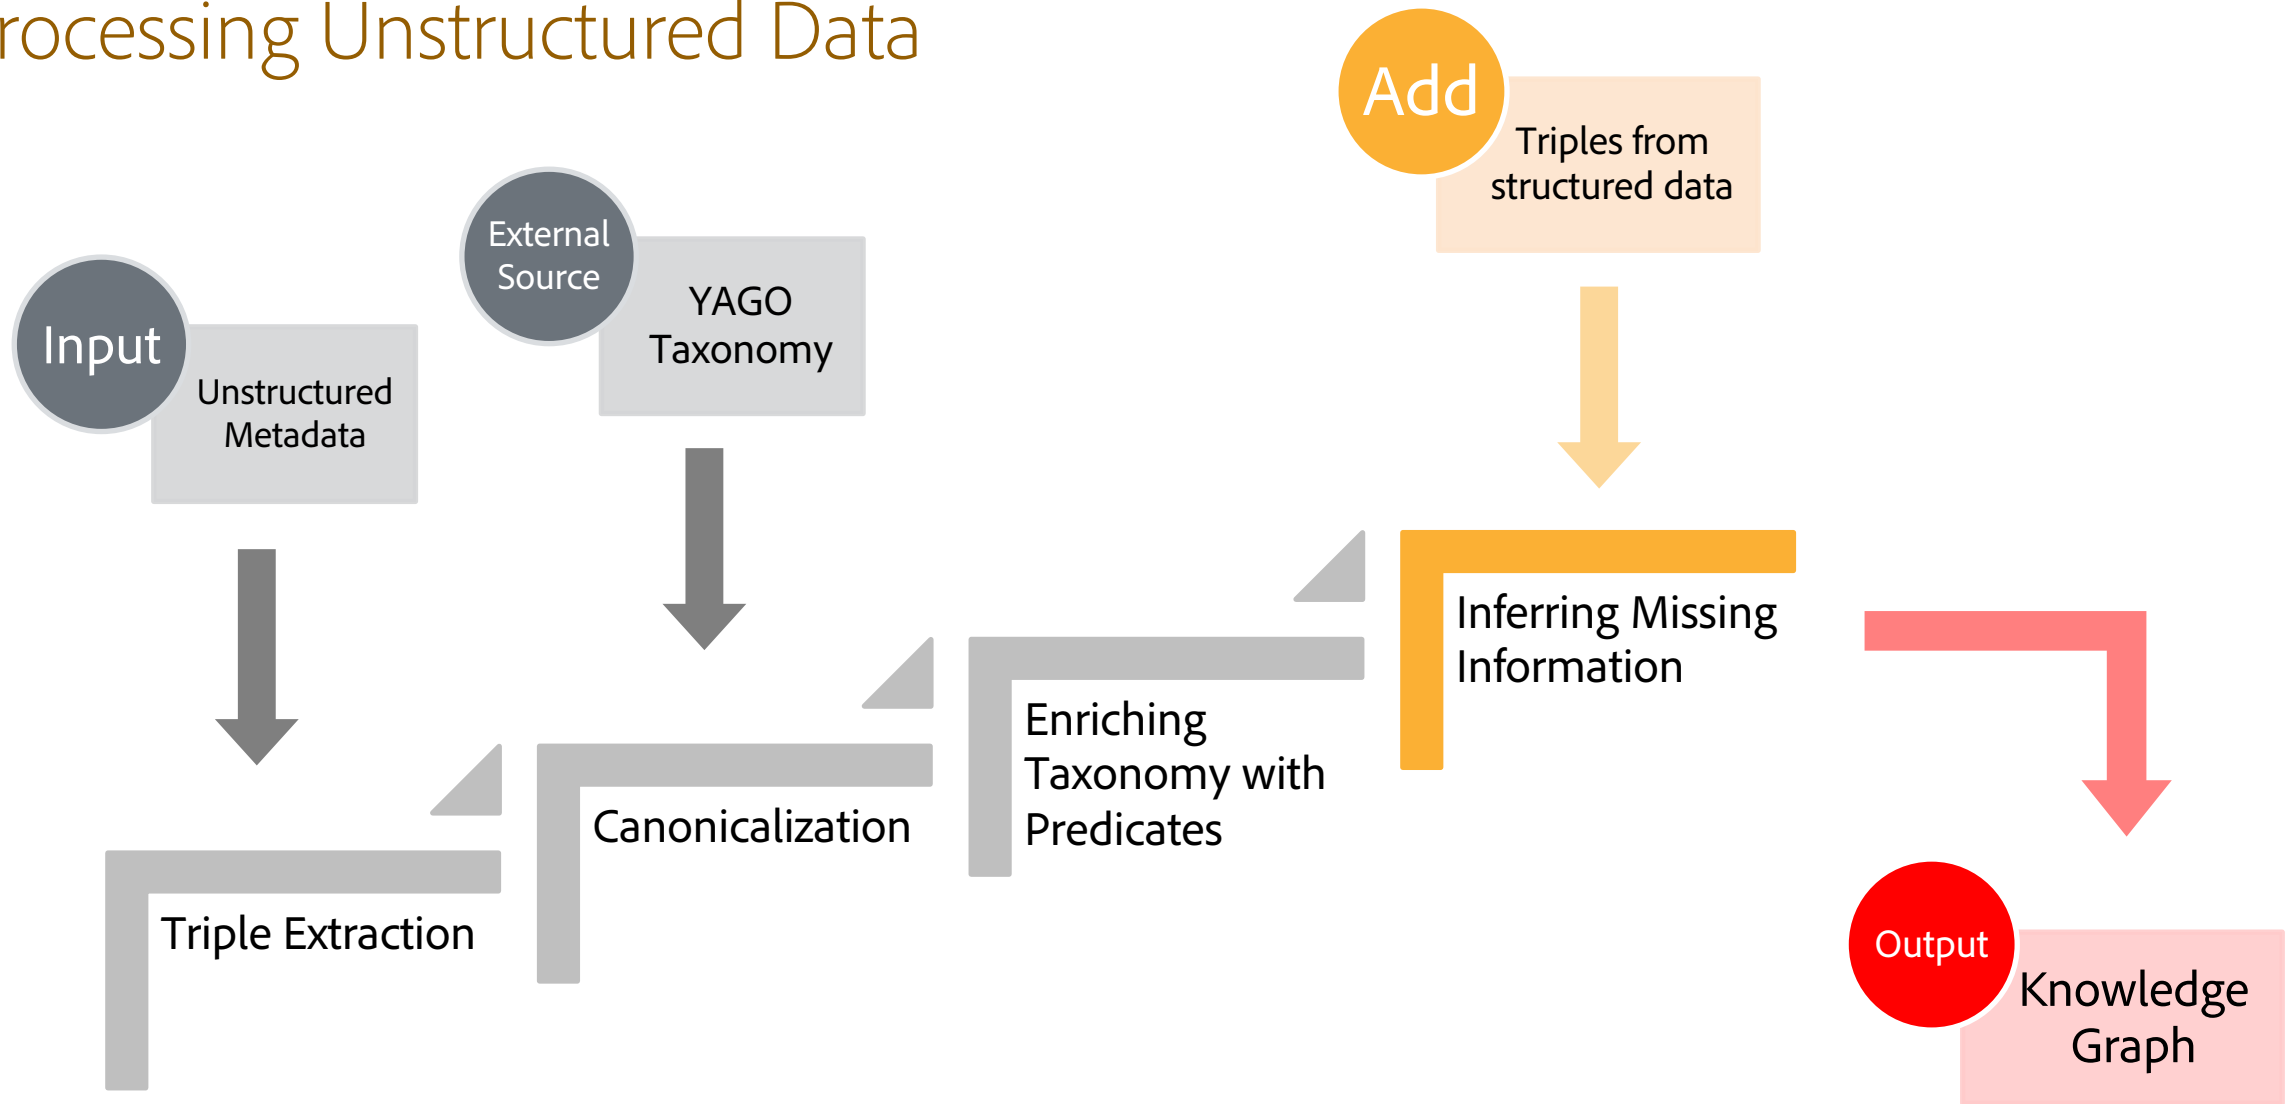 rocessing Unstructured Data
Add
Triples from
structured data
External
Source
YAGO
Taxonomy
Input
Unstructured
Metadata
Inferring Missing
Information
Enriching
Taxonomy with
Predicates
Canonicalization
Triple Extraction
Output
Knowledge
Graph